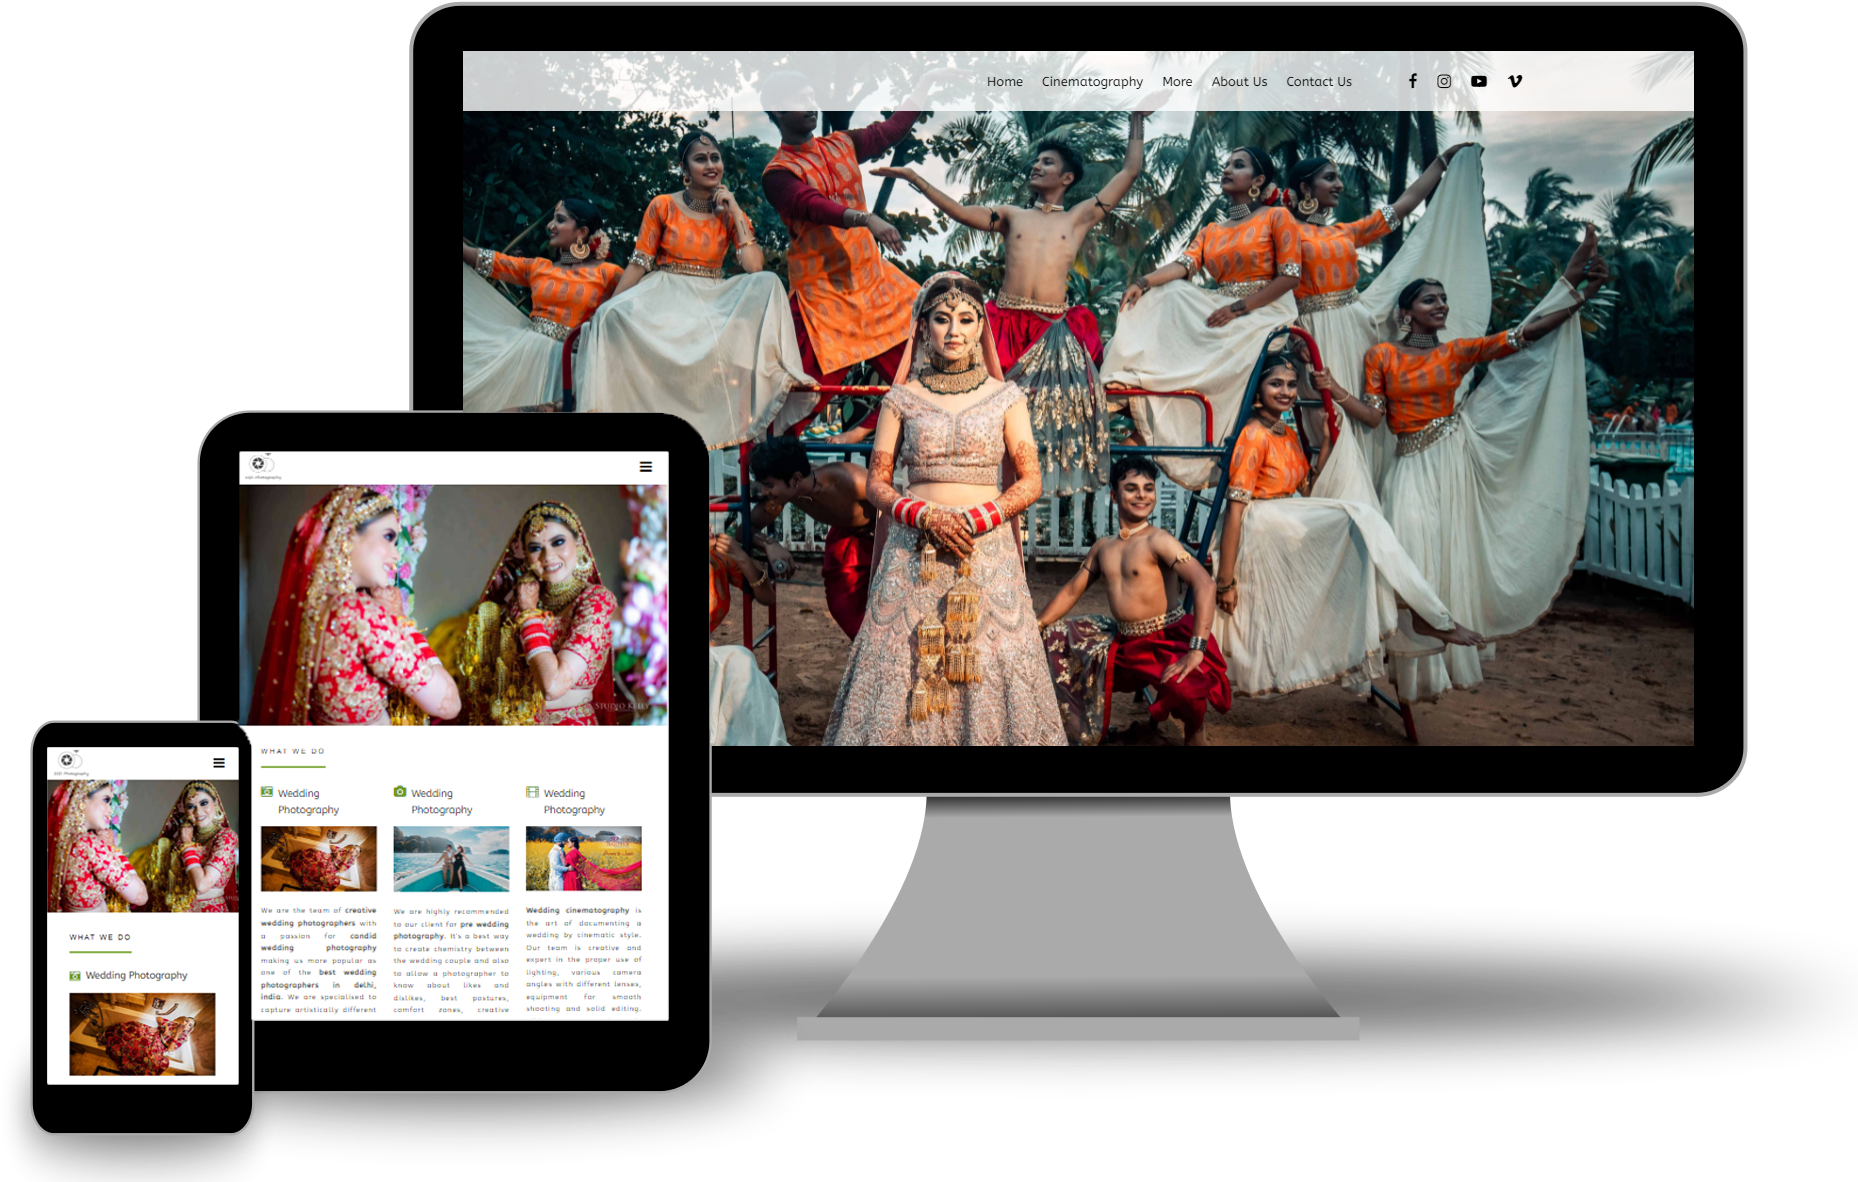 Home Cinematography More About Us Contact Us
STUDIO KELLY
WHAT WE DO
Wedding
Photography
We are the team of creative
wedding photographers with
a passion for candid
wedding photography
making us more popular as
one of the best wedding
photographers in delhi,
india. We are specialised to
capture artistically different
Wedding
Photography
We are highly recommended
to our client for pre wedding
photography. It's a best way
to create chemistry between
the wedding couple and also
to allow a photographer to
know about likes and
dislikes, best postures,
comfort zones, creative
Wedding
Photography
Wedding cinematography is
the art of documenting a
wedding by cinematic style.
Our team is creative and
expert in the proper use of
lighting, various camera
angles with different lenses,
equipment for smooth
shooting and solid editing.
Photography
WHAT WE DO
Wedding Photography